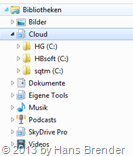 Bibliotheken
Bilder
Cloud
HG (C:)
HBsoft (C:)
sqtm (C:)
Dokumente
Eigene Tools
Musik
Podcasts
SkyDrive Pro
Videos
© 2013 by Hans Brender